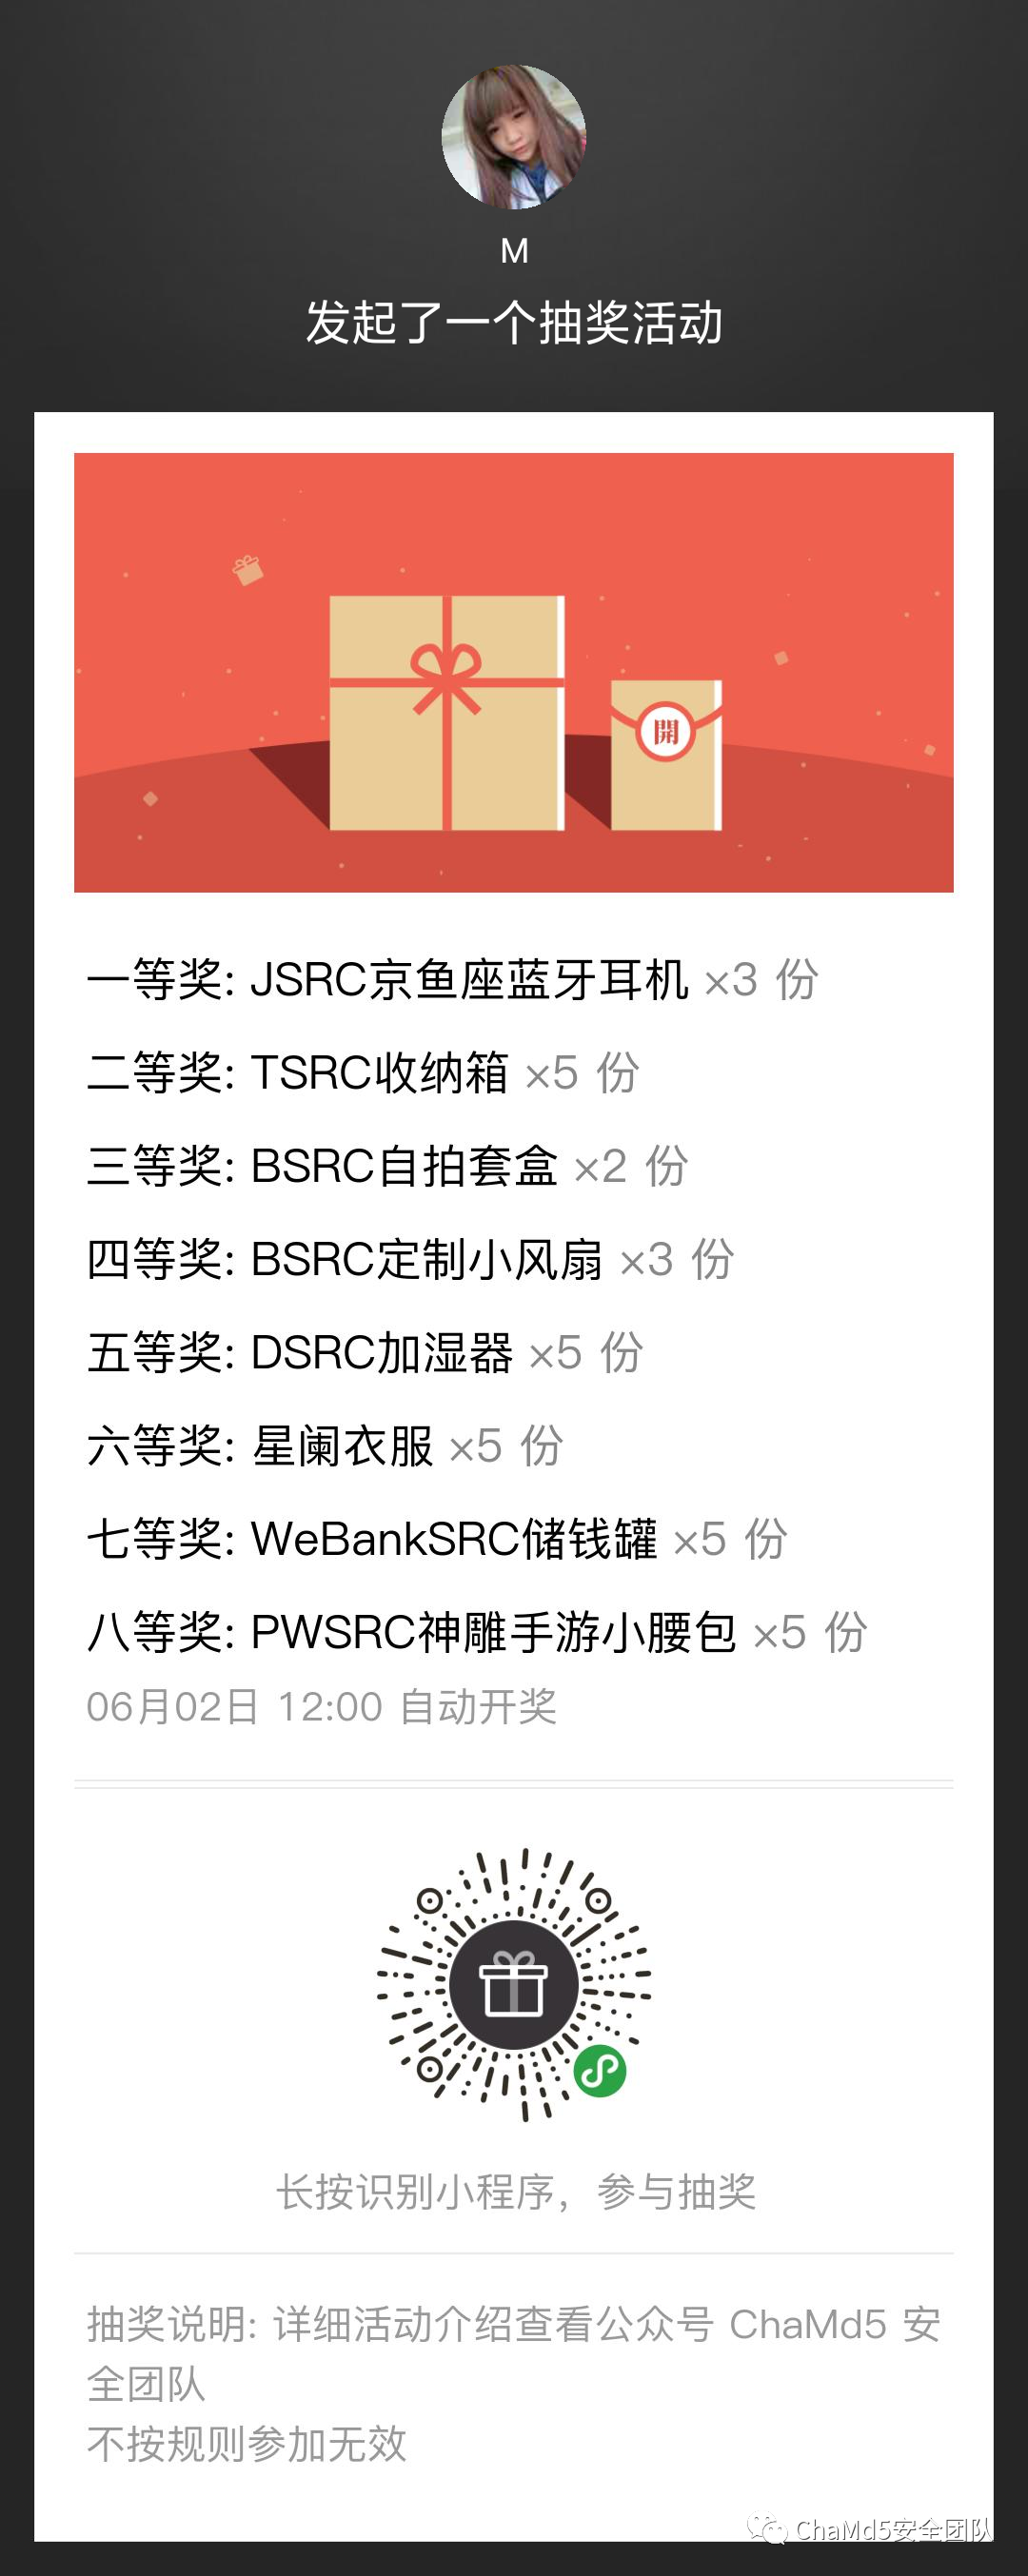 M
发起了一个抽奖活动
開
一等奖: JSRC京鱼座蓝牙耳机 ×3 份
二等奖: TSRC收纳箱 ×5 份
三等奖: BSRC自拍套盒 ×2 份
四等奖: BSRC定制小风扇 ×3 份
五等奖: DSRC加湿器 ×5 份
六等奖: 星阑衣服 ×5 份
七等奖: WeBankSRC储钱罐 ×5 份
八等奖: PWSRC神雕手游小腰包 ×5 份
06月02日 12:00 自动开奖
长按识别小程序，参与抽奖
抽奖说明: 详细活动介绍查看公众号 ChaMd5 安
全团队
不按规则参加无效
ChaMd5安全团队